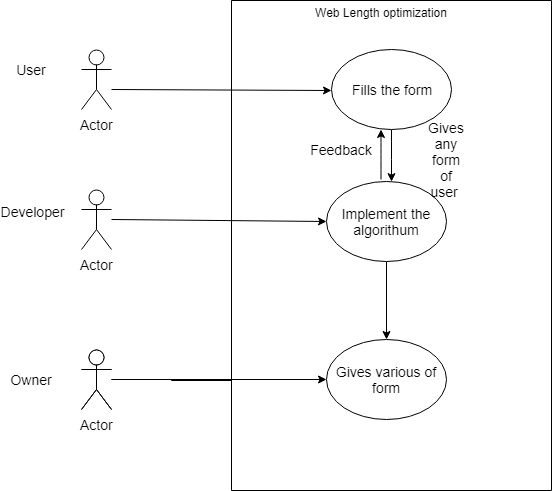 Web Length optimization
User
Fills the form
Actor
Feedback
Gives
any
form
of
user
Developer
Implement the
algorithum
Actor
Owner
Gives various of
form
Actor